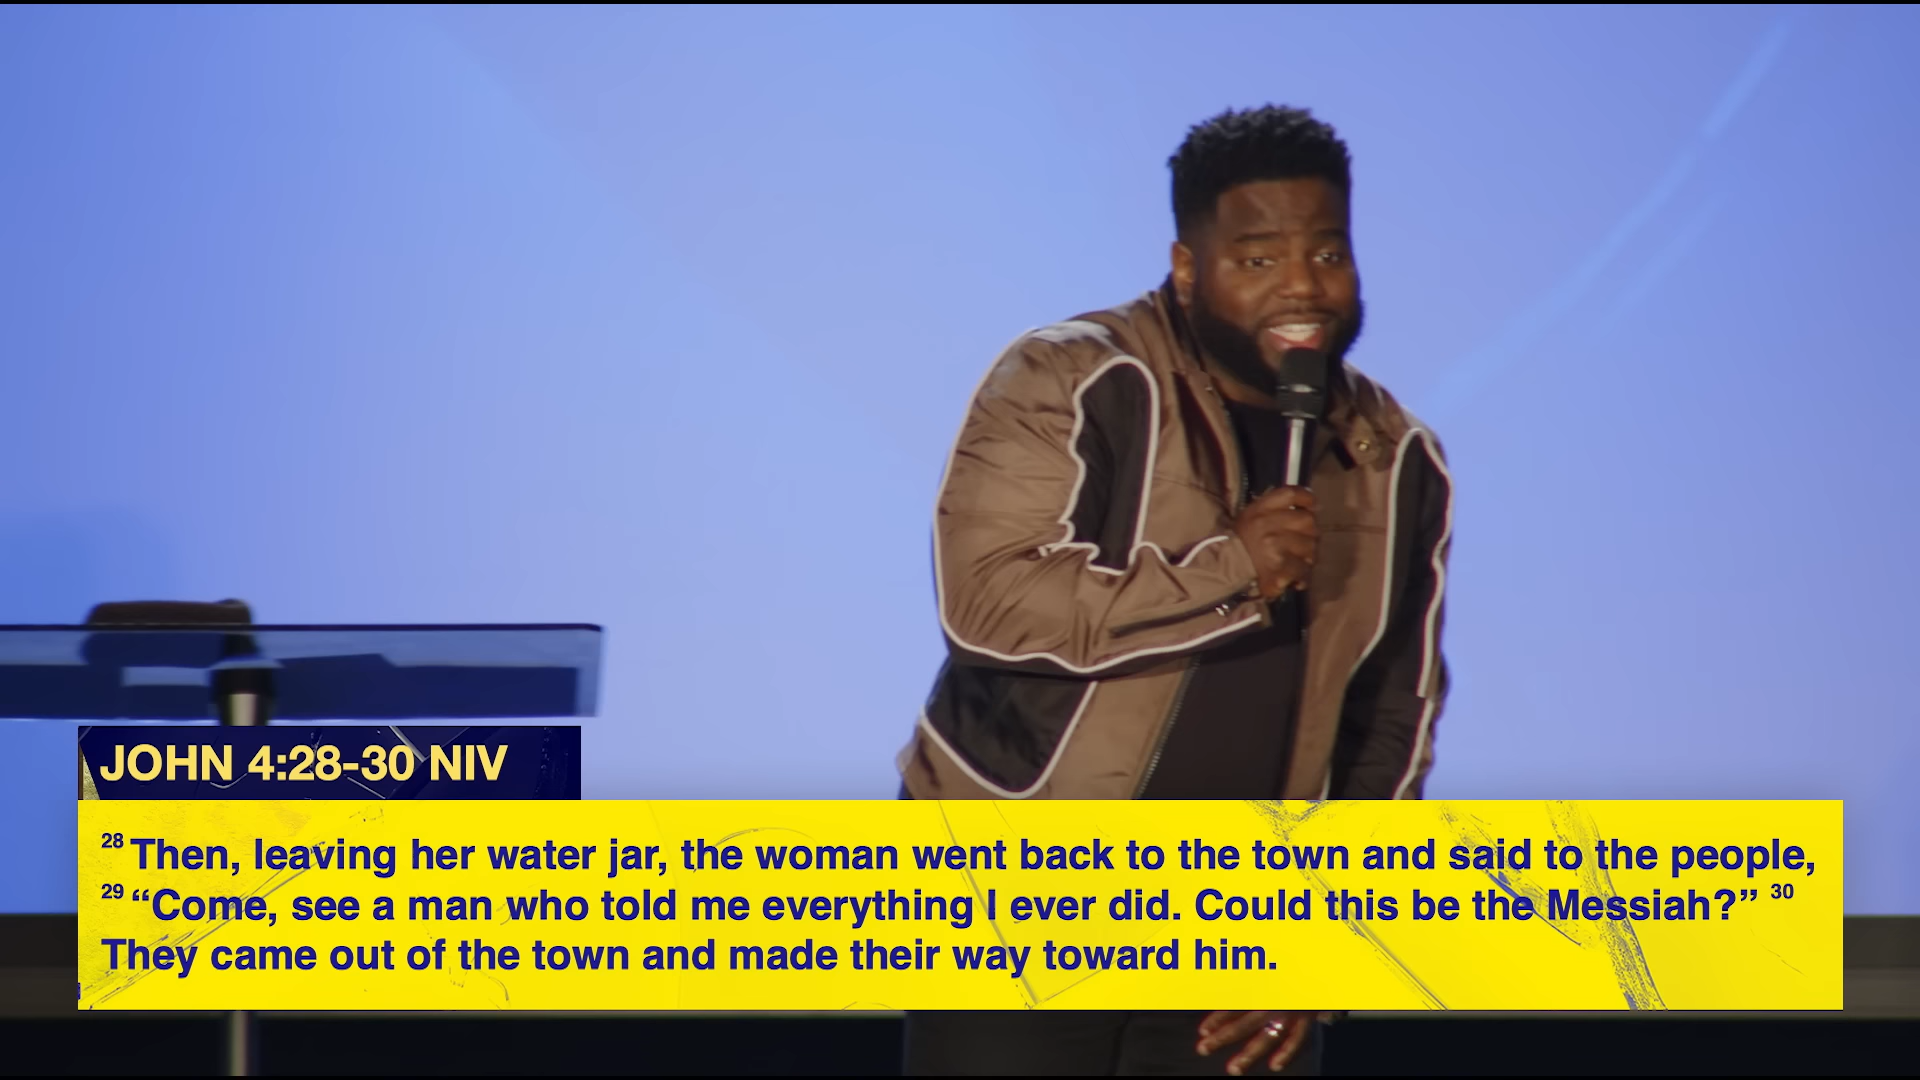 JOHN 4:28-30 NIV
28 Then, leaving her water jar, the woman went back to the town and said to the people,
29 “Come, see a man who told me everything I ever did. Could this be the Messiah?” 30
They came out of the town and made their way toward him.